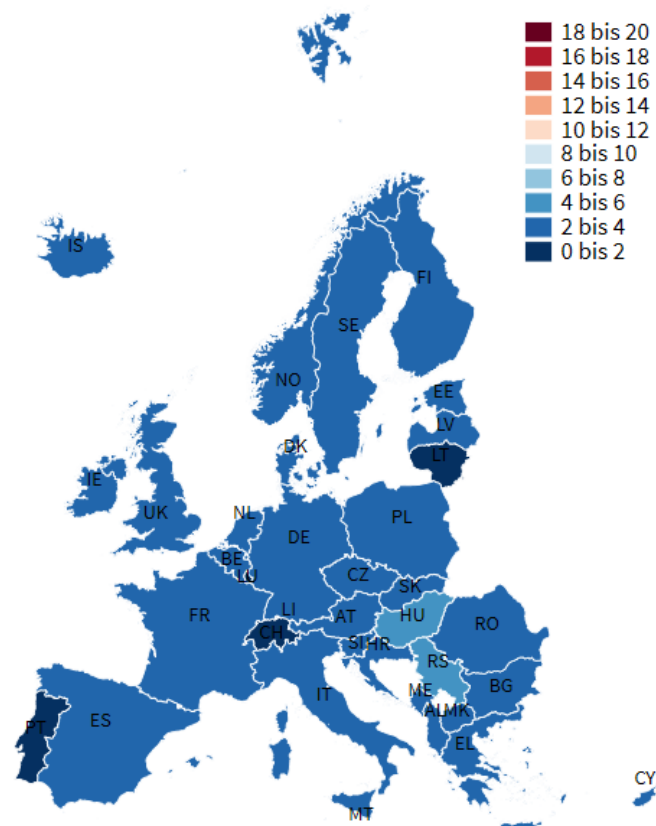 18 bis 20
16 bis 18
14 bis 16
12 bis 14
10 bis 12
8 bis 10
6 bis 8
4 bis 6
2 bis 4
0 bis 2
IS
FI
SE
NO
EE
LV
DK
LT
IE
UK
NL
PL
DE
BE
LU
CZ
SK
FR
LI
AT
HU
RO
CH
SI
HR
RS
IT
ME
BG
PT
ES
AL
MK
EL
CY
MT